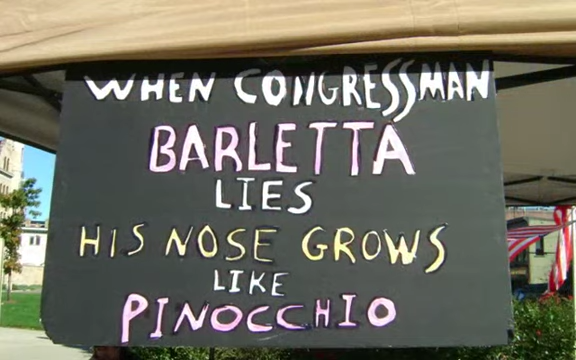 WHEN CONGRESSMAN
BARLETTA
LIES
HIS NOSE GROWS
LIKE
PINOCCHIO